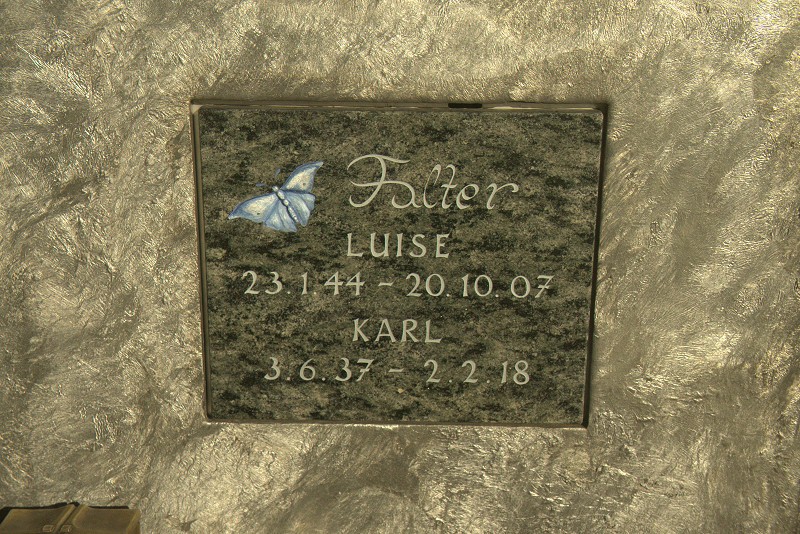 Falter
LUISE
23.1.44 - 20.10.07
KARL
3.6.37 - 2.2.18